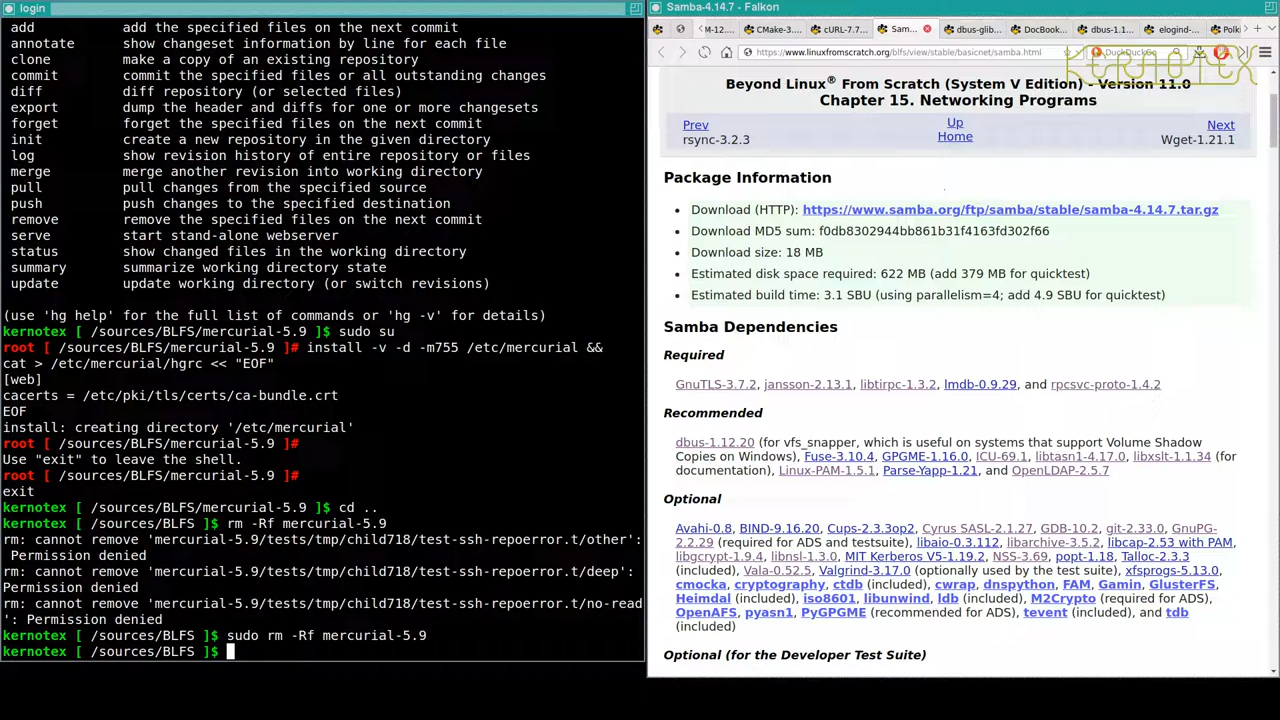 login
add            add the specified files on the next commit
annotate       show changeset information by line for each file
clone          make a copy of an existing repository
commit         commit the specified files or all outstanding changes
diff           diff repository (or selected files)
export         dump the header and diffs for one or more changesets
forget         forget the specified files on the next commit
init           create a new repository in the given directory
log            show revision history of entire repository or files
merge          merge another revision into working directory
pull           pull changes from the specified source
push           push changes to the specified destination
remove         remove the specified files on the next commit
serve          start stand-alone webserver
status         show changed files in the working directory
summary        summarize working directory state
update         update working directory (or switch revisions)
(use 'hg help' for the full list of commands or 'hg -v' for details)
kernotex [ /sources/BLFS/mercurial-5.9 ]$ sudo su
root [ /sources/BLFS/mercurial-5.9 ]# install -v -d -m755 /etc/mercurial &&
cat > /etc/mercurial/hgrc << "EOF"
[web]
cacerts = /etc/pki/tls/certs/ca-bundle.crt
EOF
install: creating directory '/etc/mercurial'
root [ /sources/BLFS/mercurial-5.9 ]#
Use "exit" to leave the shell.
root [ /sources/BLFS/mercurial-5.9 ]#
exit
kernotex [ /sources/BLFS/mercurial-5.9 ]$ cd ..
kernotex [ /sources/BLFS ]$ rm -Rf mercurial-5.9
rm: cannot remove 'mercurial-5.9/tests/tmp/child718/test-ssh-repoerror.t/other':
 Permission denied
rm: cannot remove 'mercurial-5.9/tests/tmp/child718/test-ssh-repoerror.t/deep':
Permission denied
rm: cannot remove 'mercurial-5.9/tests/tmp/child718/test-ssh-repoerror.t/no-read
': Permission denied
kernotex [ /sources/BLFS ]$ sudo rm -Rf mercurial-5.9
kernotex [ /sources/BLFS ]$
Samba-4.14.7 - Falkon
M-12.... CMake-3.... cURL-7.7... Sam... dbus-glib... DocBook... dbus-1.1... elogind-... Polk
https://www.linuxfromscratch.org/blfs/view/stable/basicnet/samba.html DuckDuckGo
KERNOTEX
Beyond Linux® From Scratch (System V Edition) - Version 11.0
Chapter 15. Networking Programs
Prev Up Next
Home
rsync-3.2.3 Wget-1.21.1
Package Information
• Download (HTTP): https://www.samba.org/ftp/samba/stable/samba-4.14.7.tar.gz
• Download MD5 sum: f0db8302944bb861b31f4163fd302f66
• Download size: 18 MB
• Estimated disk space required: 622 MB (add 379 MB for quicktest)
• Estimated build time: 3.1 SBU (using parallelism=4; add 4.9 SBU for quicktest)
Samba Dependencies
Required
GnuTLS-3.7.2, jansson-2.13.1, libtirpc-1.3.2, lmdb-0.9.29, and rpcsvc-proto-1.4.2
Recommended
dbus-1.12.20 (for vfs_snapper, which is useful on systems that support Volume Shadow
Copies on Windows), Fuse-3.10.4, GPGME-1.16.0, ICU-69.1, libtasn1-4.17.0, libxslt-1.1.34 (for
documentation), Linux-PAM-1.5.1, Parse-Yapp-1.21, and OpenLDAP-2.5.7
Optional
Avahi-0.8, BIND-9.16.20, Cups-2.3.3op2, Cyrus SASL-2.1.27, GDB-10.2, git-2.33.0, GnuPG-
2.2.29 (required for ADS and testsuite), libaio-0.3.112, libarchive-3.5.2, libcap-2.53 with PAM,
libgcrypt-1.9.4, libnsl-1.3.0, MIT Kerberos V5-1.19.2, NSS-3.69, popt-1.18, Talloc-2.3.3
(included), Vala-0.52.5, Valgrind-3.17.0 (optionally used by the test suite), xfsprogs-5.13.0,
cmocka, cryptography, ctdb (included), cwrap, dnspython, FAM, Gamin, GlusterFS,
Heimdal (included), iso8601, libunwind, ldb (included), M2Crypto (required for ADS),
OpenAFS, pyasn1, PyGPGME (recommended for ADS), tevent (included), and tdb
(included)
Optional (for the Developer Test Suite)